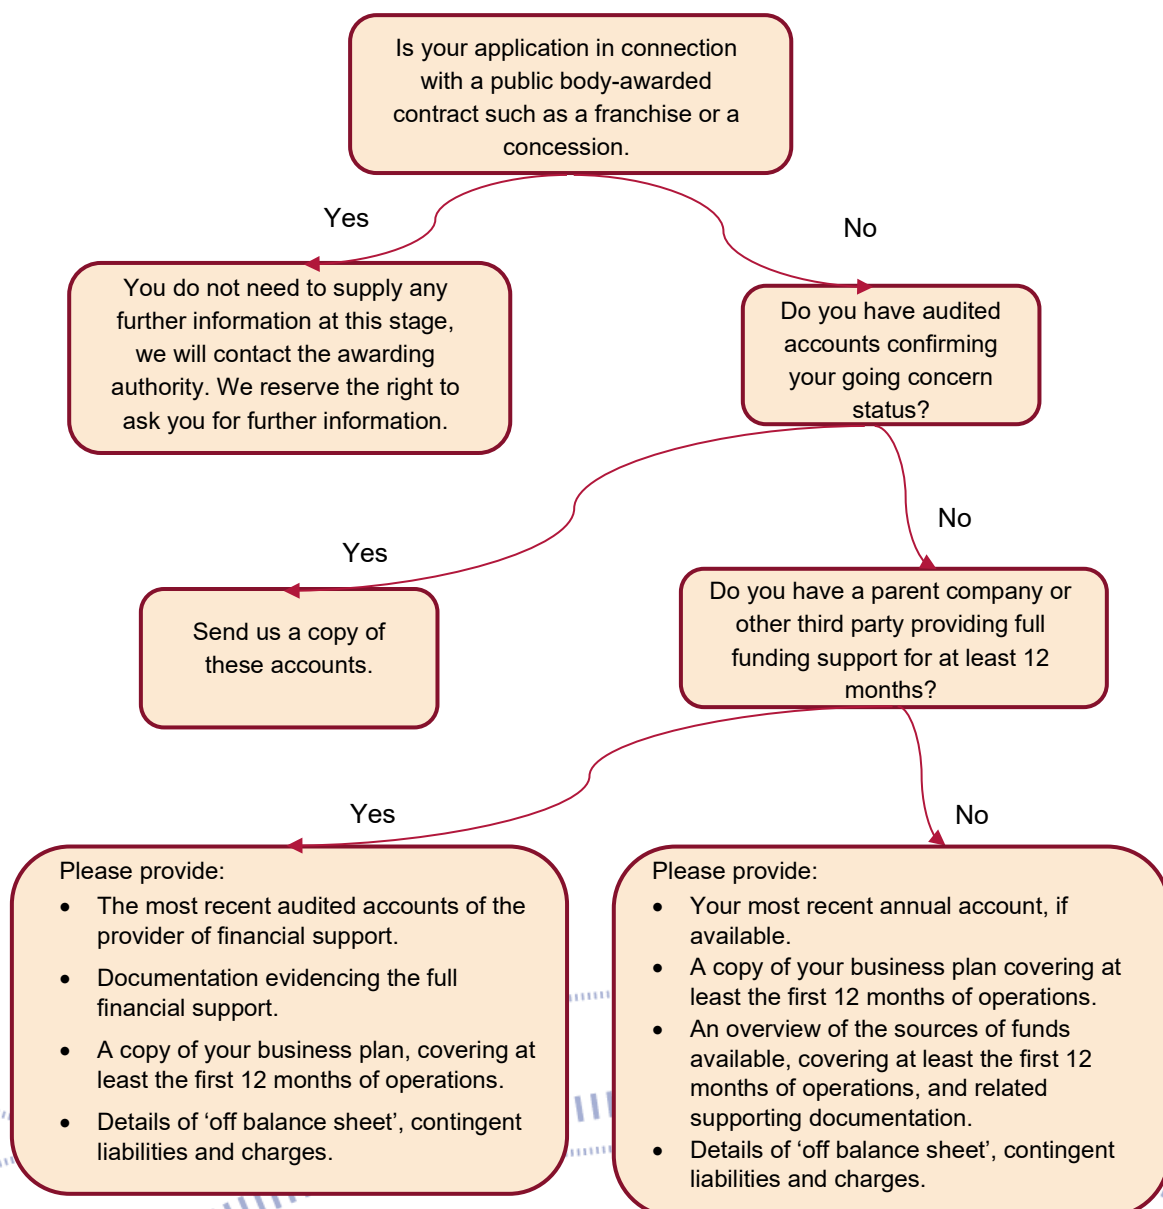 Is your application in connection
with a public body-awarded
contract such as a franchise or a
concession.
Yes
No
You do not need to supply any
further information at this stage,
we will contact the awarding
authority. We reserve the right to
ask you for further information.
Do you have audited
accounts confirming
your going concern
status?
Yes
No
Send us a copy of
these accounts.
Do you have a parent company or
other third party providing full
funding support for at least 12
months?
Yes
No
Please provide:
• The most recent audited accounts of the
provider of financial support.
• Documentation evidencing the full
financial support.
• A copy of your business plan, covering at
least the first 12 months of operations.
• Details of ‘off balance sheet’, contingent
liabilities and charges.
Please provide:
• Your most recent annual account, if
available.
• A copy of your business plan covering at
least the first 12 months of operations.
• An overview of the sources of funds
available, covering at least the first 12
months of operations, and related
supporting documentation.
• Details of ‘off balance sheet’, contingent
liabilities and charges.